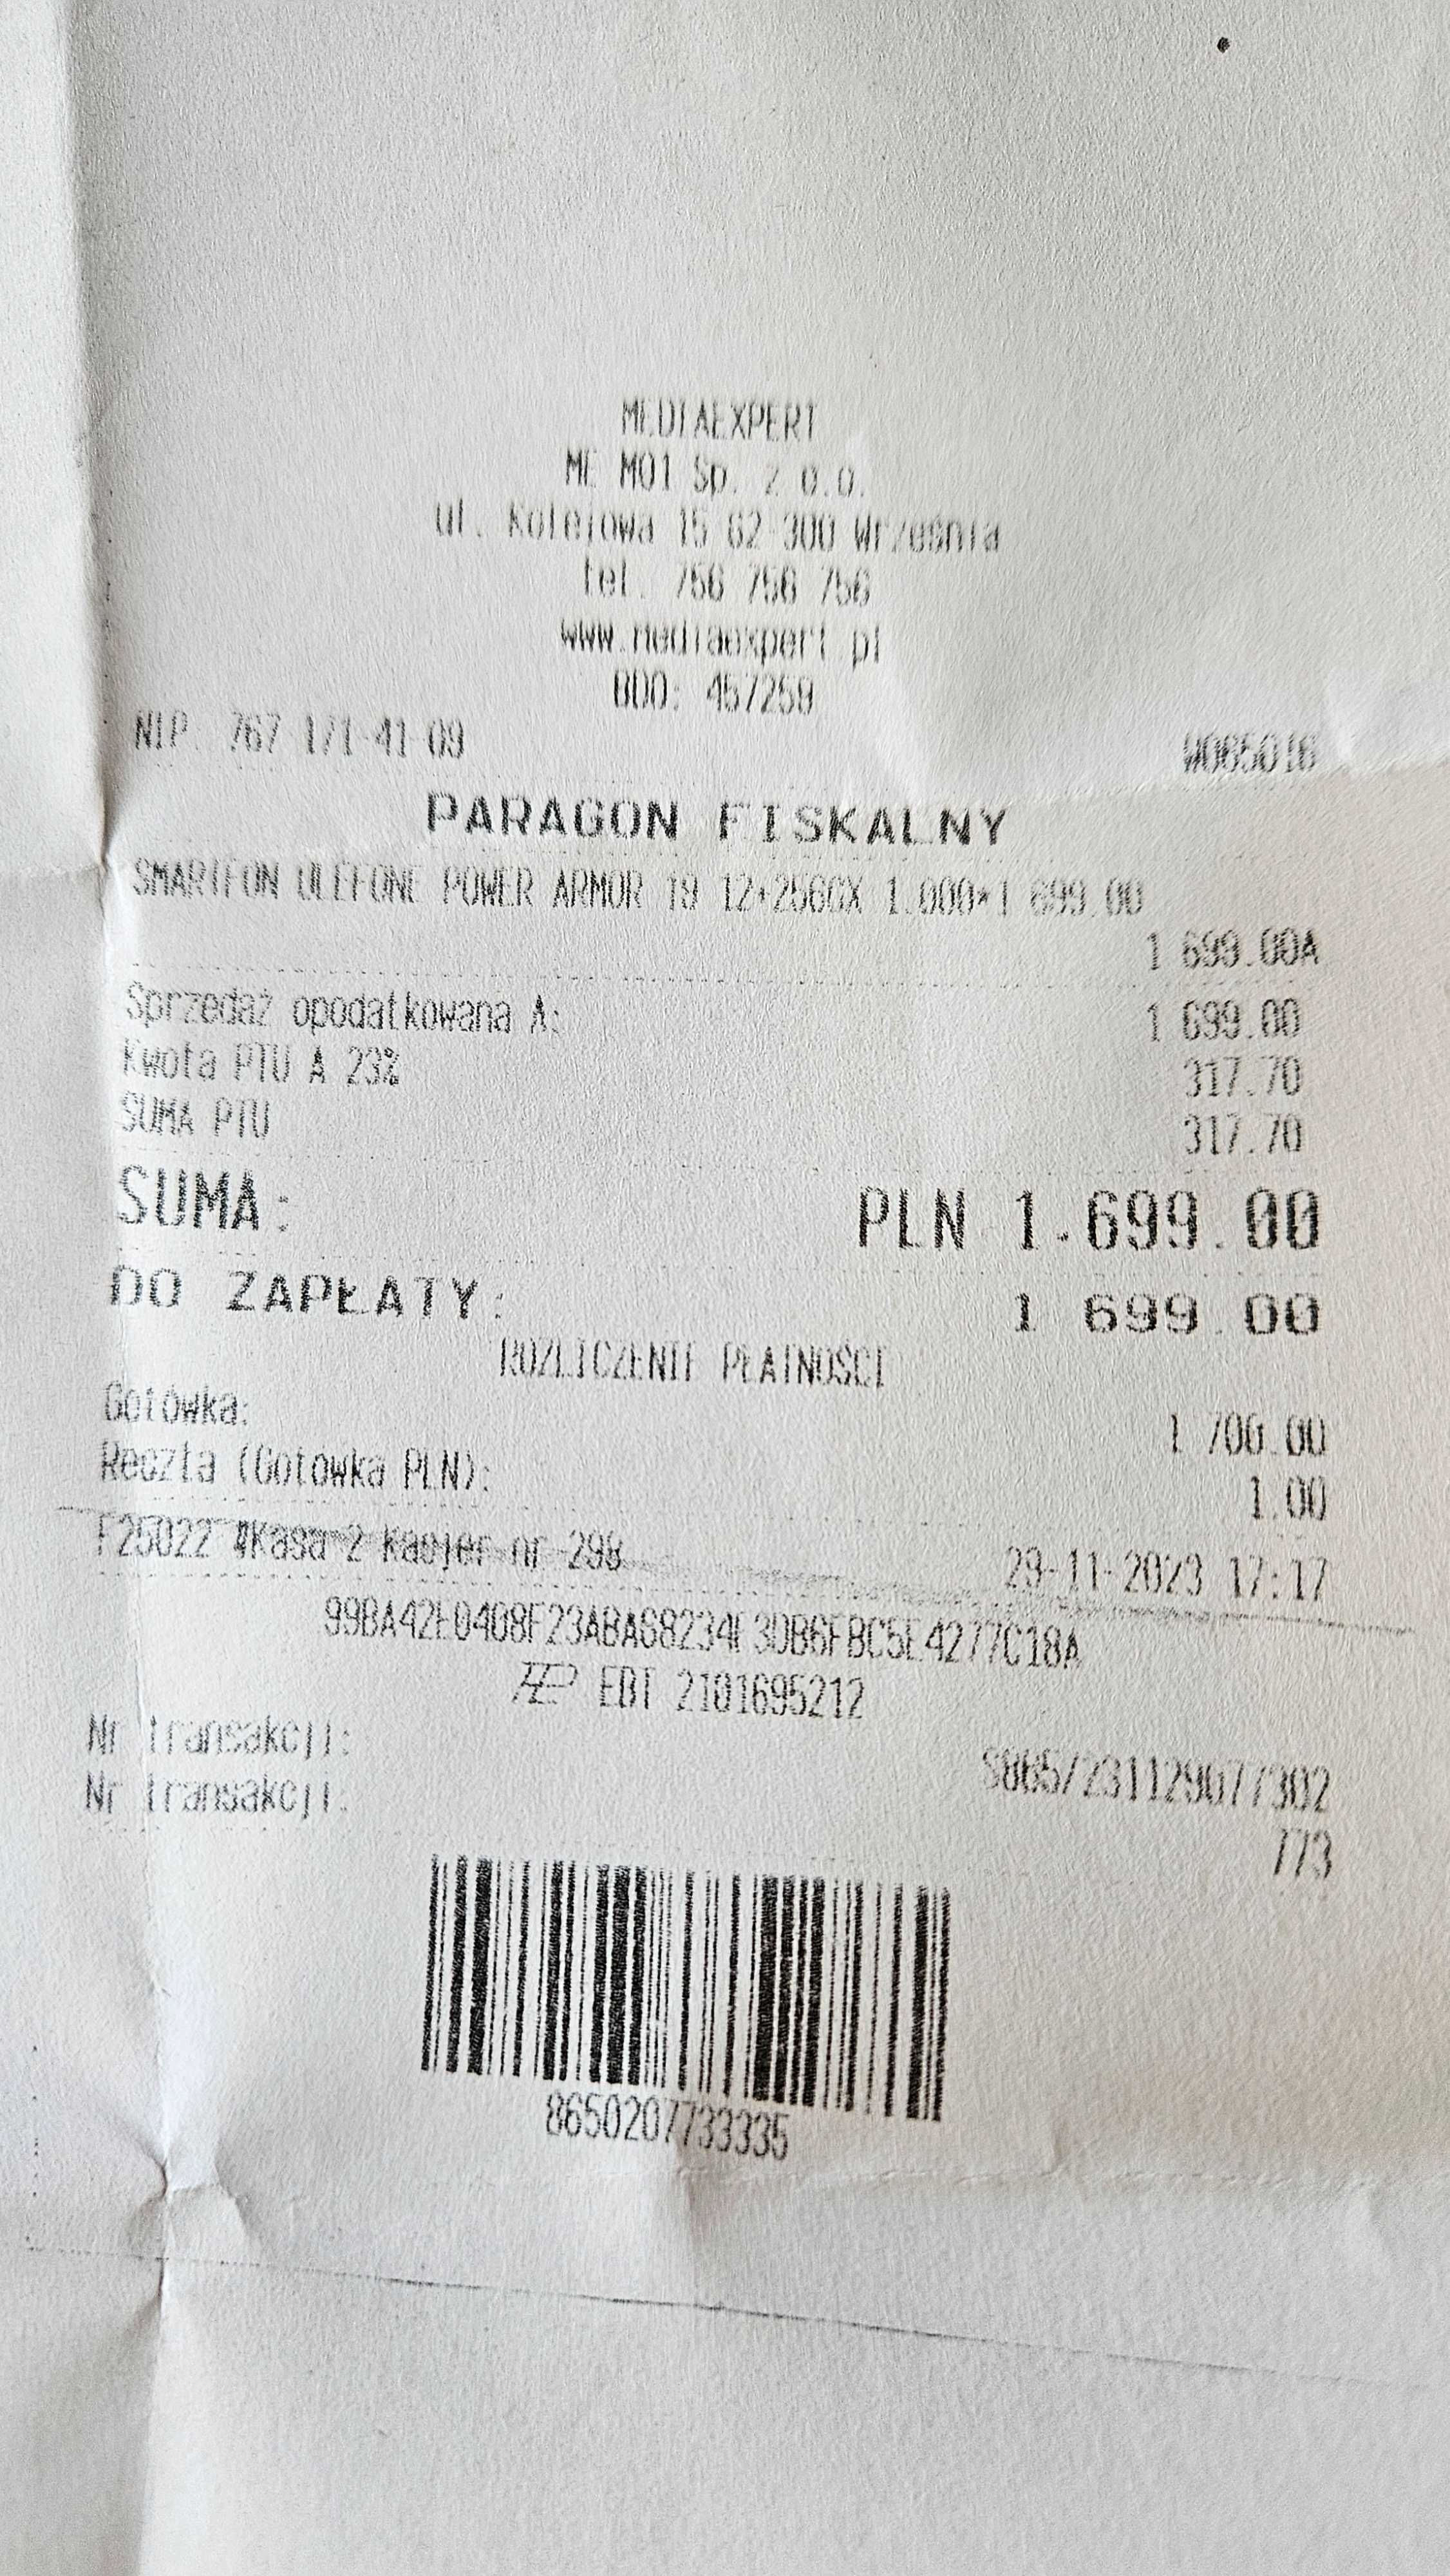 MEDIAEXPERT
ME M01 Sp. z o.o.
ul. Kolejowa 15 62-300 Września
tel. 756 756 756
www.mediaexpert.pl
BDO: 457259
NIP: 767-171-41-09 W065016
PARAGON FISKALNY
SMARTFON ULEFONE POWER ARMOR 19 12+256GX 1.000*1 699.00
1 699.00A
Sprzedaż opodatkowana A: 1 699.00
Kwota PTU A 23% 317.70
SUMA PTU 317.70
SUMA: PLN 1.699.00
DO ZAPŁATY: 1 699.00
ROZLICZENIE PŁATNOŚCI
Gotówka: 1 700.00
Reszta (Gotówka PLN): 1.00
F25022 #Kasa 2 Kasjer nr 298 29-11-2023 17:17
EBT 2101695212
Nr transakcji: S065/231129077302
Nr transakcji: 773
8650207733335